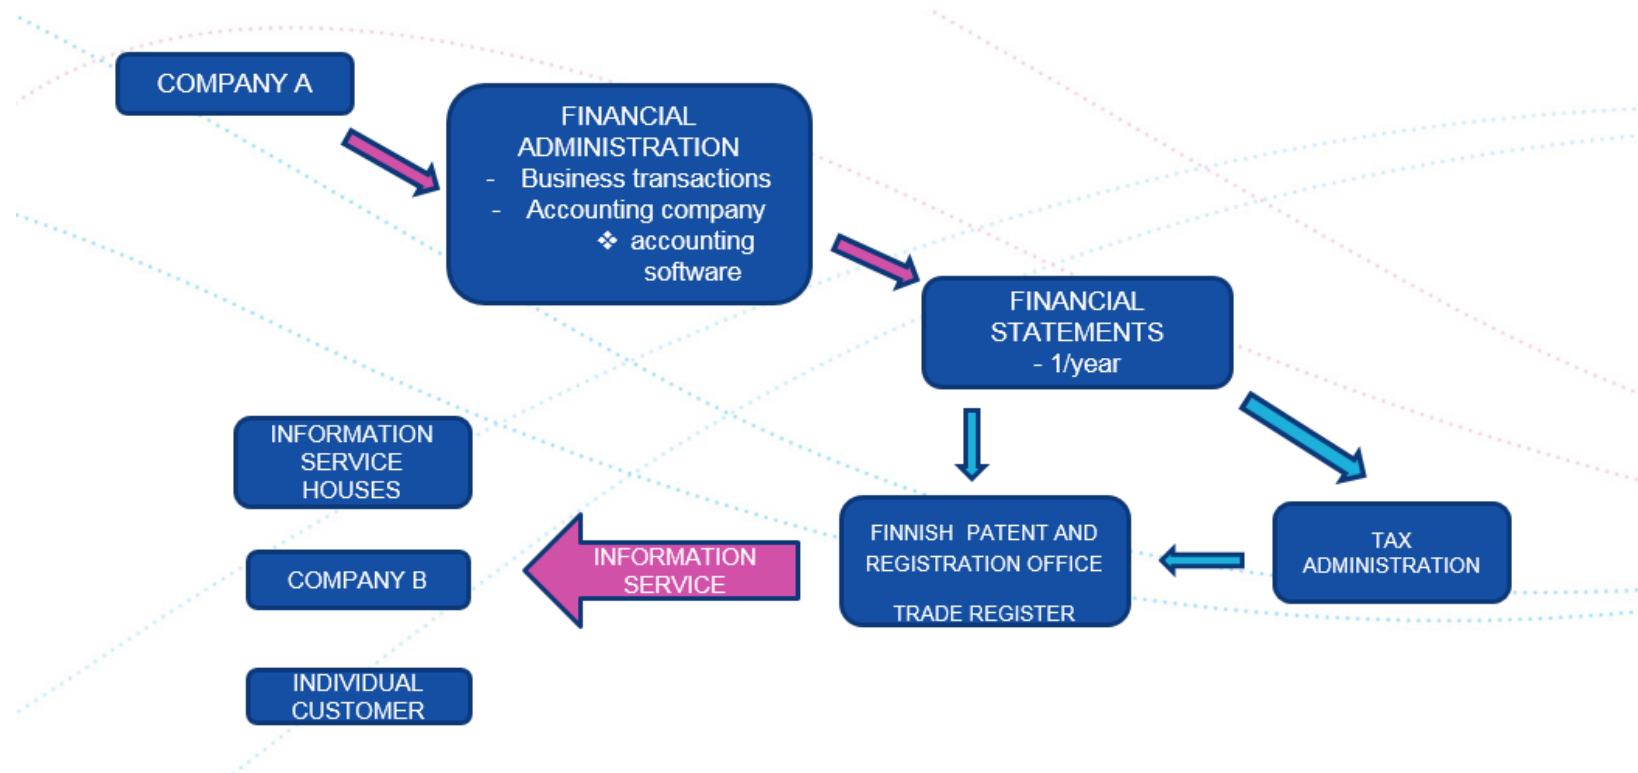 COMPANY A
FINANCIAL
ADMINISTRATION
- Business transactions
- Accounting company
❖ accounting
software
FINANCIAL
STATEMENTS
- 1/year
INFORMATION
SERVICE
HOUSES
COMPANY B
INDIVIDUAL
CUSTOMER
INFORMATION
SERVICE
FINNISH PATENT AND
REGISTRATION OFFICE
TRADE REGISTER
TAX
ADMINISTRATION